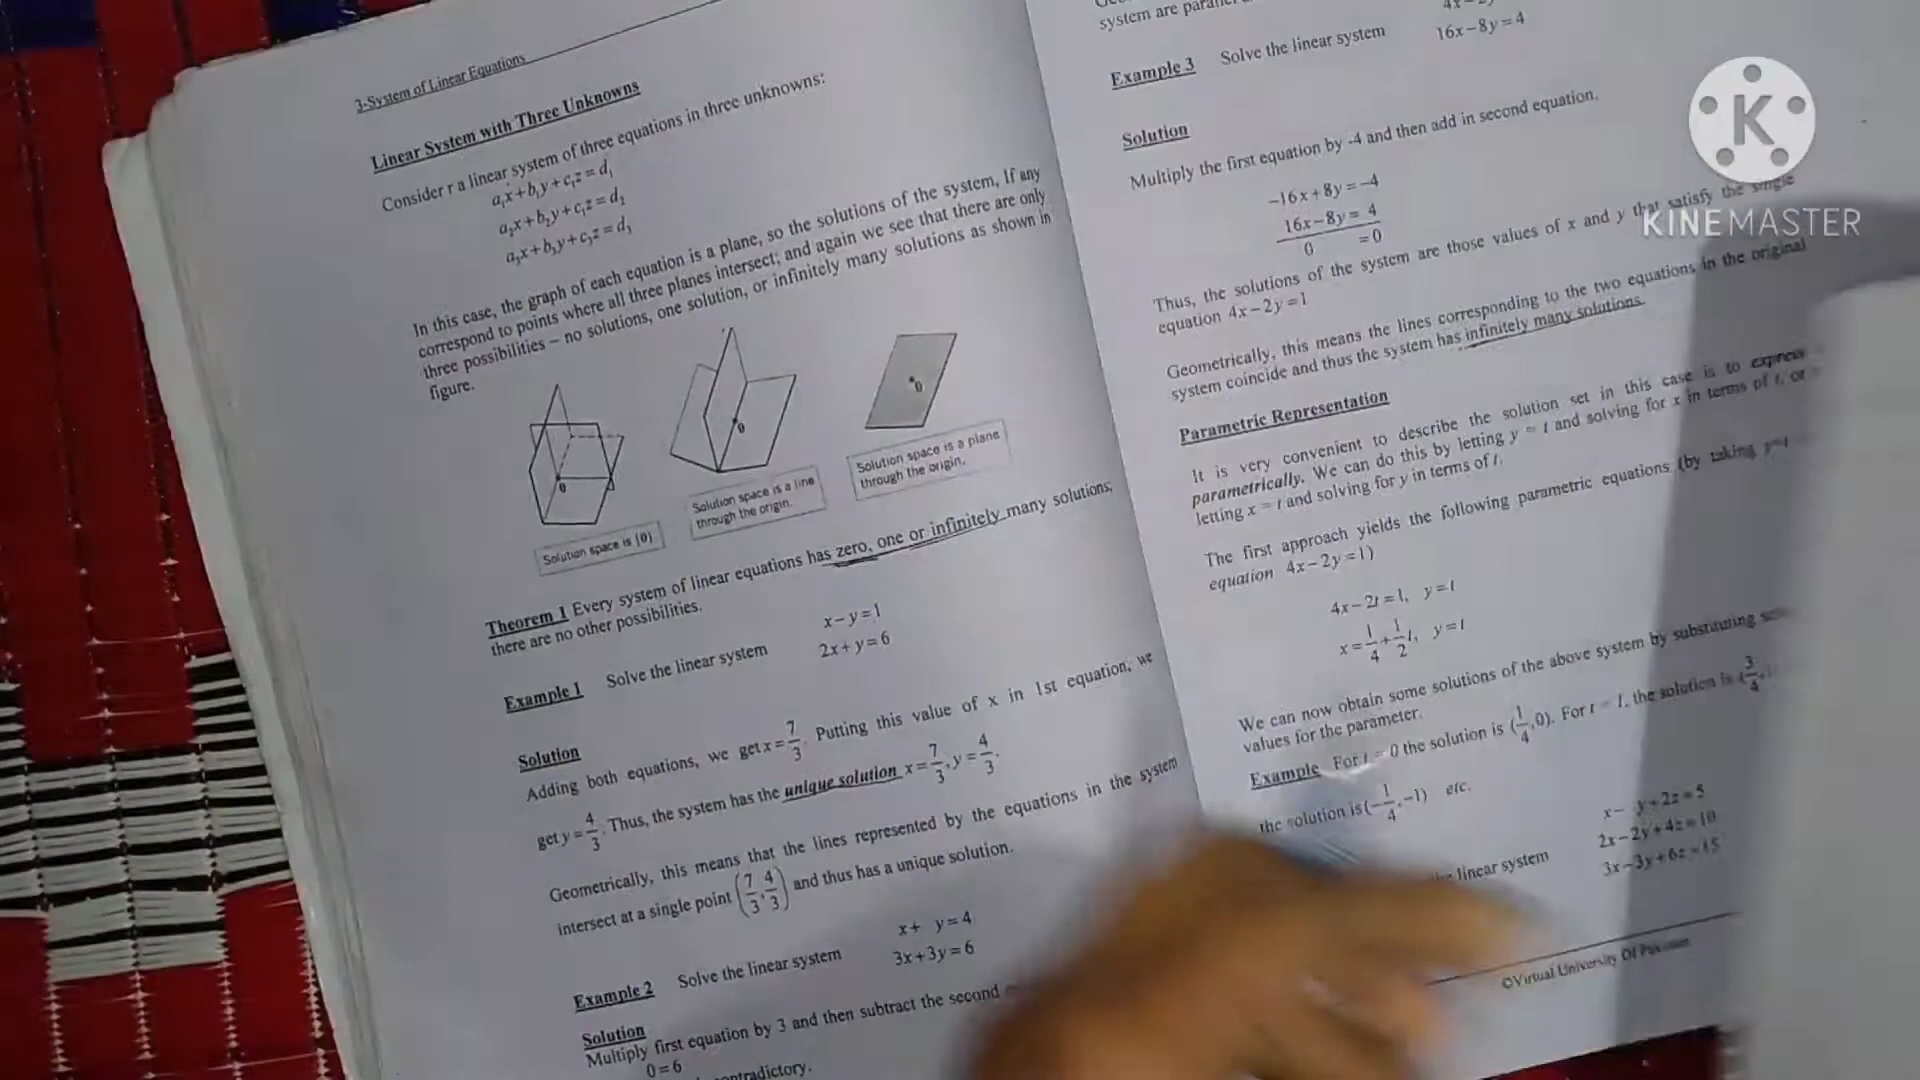 3-System of Linear Equations
Linear System with Three Unknowns
Consider r a linear system of three equations in three unknowns:
a₁x+b₁y+c₁z=d₁
a₂x+b₂y+c₁z=d₂
a₃x+b₃y+c₃z=d₃
In this case, the graph of each equation is a plane, so the solutions of the system, If any
correspond to points where all three planes intersect; and again we see that there are only
three possibilities – no solutions, one solution, or infinitely many solutions as shown in
figure.
0
0
0
Solution space is {0}
Solution space is a line
through the origin.
Solution space is a plane
through the origin.
Theorem 1 Every system of linear equations has zero, one or infinitely many solutions;
there are no other possibilities.
Example 1 Solve the linear system x−y=1
2x+y=6
Solution
Adding both equations, we get x=7/3. Putting this value of x in 1st equation, we
get y=4/3. Thus, the system has the unique solution x=7/3, y=4/3.
Geometrically, this means that the lines represented by the equations in the system
intersect at a single point (7/3, 4/3) and thus has a unique solution.
Example 2 Solve the linear system x+ y=4
3x+3y=6
Solution
Multiply first equation by 3 and then subtract the second
0=6
system are
Example 3 Solve the linear system
16x−8y=4
Solution
Multiply the first equation by -4 and then add in second equation.
−16x+8y=−4
16x−8y= 4
0 =0
Thus, the solutions of the system are those values of x and y that satisfy the single
equation 4x−2y=1
Geometrically, this means the lines corresponding to the two equations in the original
system coincide and thus the system has infinitely many solutions.
Parametric Representation
It is very convenient to describe the solution set in this case is to express
parametrically. We can do this by letting y = t and solving for x in terms of t, or
letting x = t and solving for y in terms of t.
The first approach yields the following parametric equations (by taking y=t
equation 4x−2y=1)
4x−2t=1, y=t
x=1/4+1/2t, y=t
We can now obtain some solutions of the above system by substituting
values for the parameter.
Example For t = 0 the solution is (1/4,0). For t = 1, the solution is (3/4,
the solution is (−1/4,−1) etc.
linear system
x− y+2z=5
2x−2y+4z=10
3x−3y+6z=15
©Virtual University Of Pakistan
K
KINEMASTER